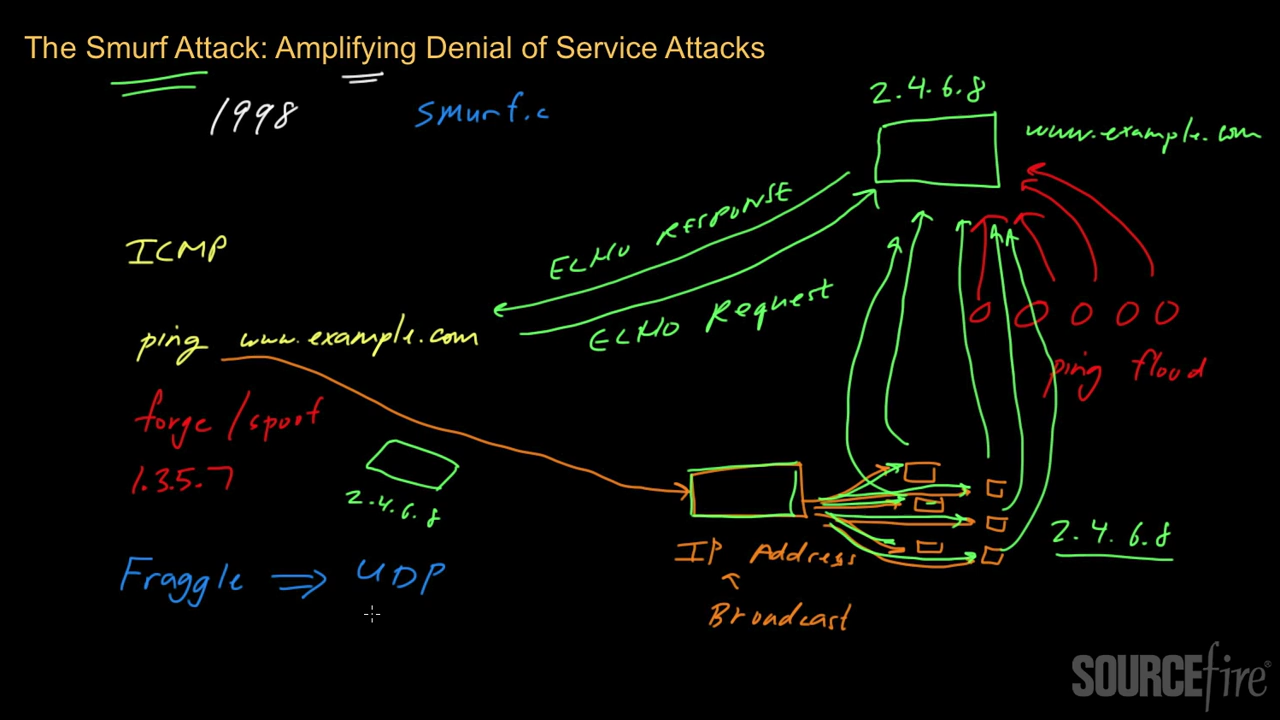 The Smurf Attack: Amplifying Denial of Service Attacks
1998
smurf.c
2.4.6.8
www.example.com
ICMP
ECHO RESPONSE
ECHO Request
ping www.example.com
ping flood
forge/spoof
1.3.5.7
2.4.6.8
2.4.6.8
IP Address
Broadcast
Fraggle ⇒ UDP
SOURCEfire®